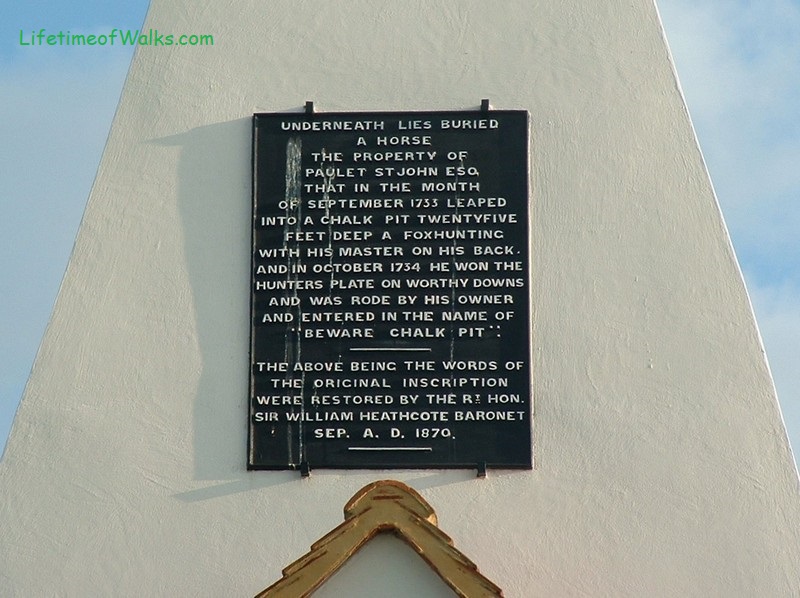 LifetimeofWalks.com
UNDERNEATH LIES BURIED
A HORSE
THE PROPERTY OF
PAULET ST JOHN ESQ.
THAT IN THE MONTH
OF SEPTEMBER 1733 LEAPED
INTO A CHALK PIT TWENTYFIVE
FEET DEEP A FOXHUNTING
WITH HIS MASTER ON HIS BACK.
AND IN OCTOBER 1734 HE WON THE
HUNTERS PLATE ON WORTHY DOWNS
AND WAS RODE BY HIS OWNER
AND ENTERED IN THE NAME OF
"BEWARE CHALK PIT".
THE ABOVE BEING THE WORDS OF
THE ORIGINAL INSCRIPTION
WERE RESTORED BY THE RT. HON.
SIR WILLIAM HEATHCOTE BARONET
SEP. A. D. 1870.